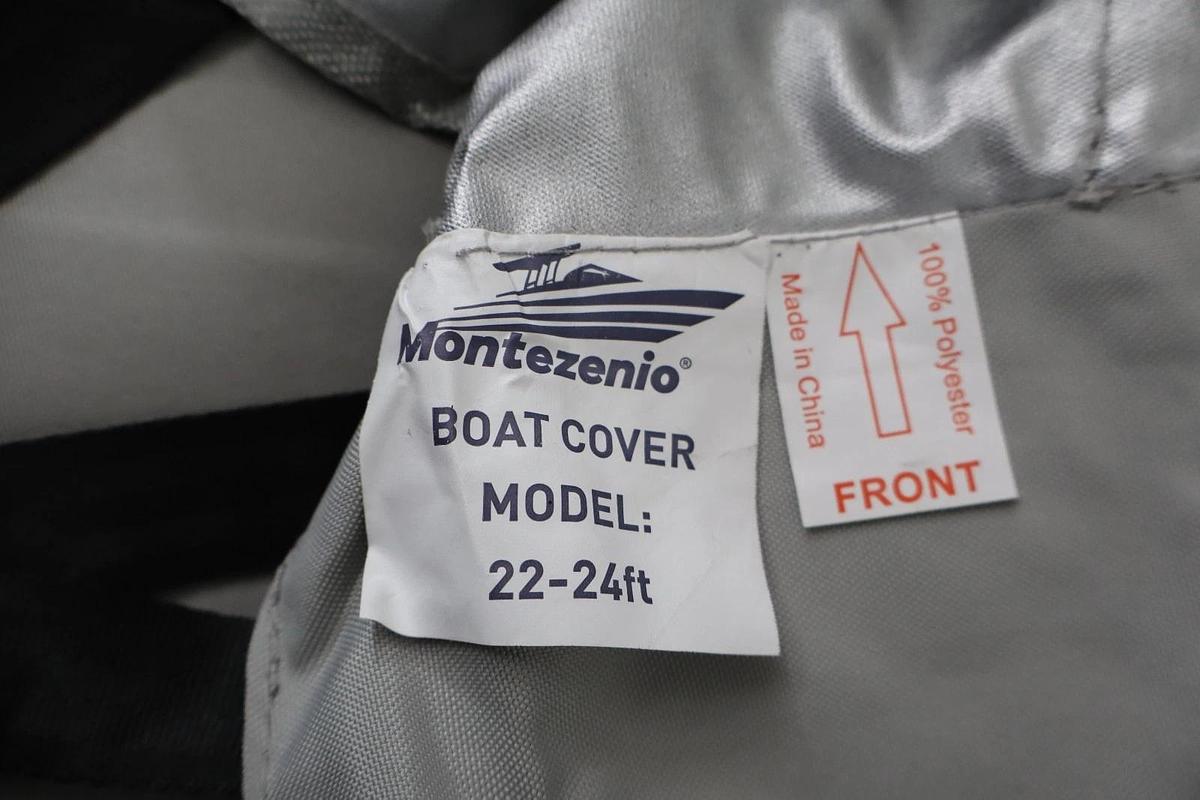 Montezenio®
BOAT COVER
MODEL:
22-24ft
Made in China
100% Polyester
FRONT